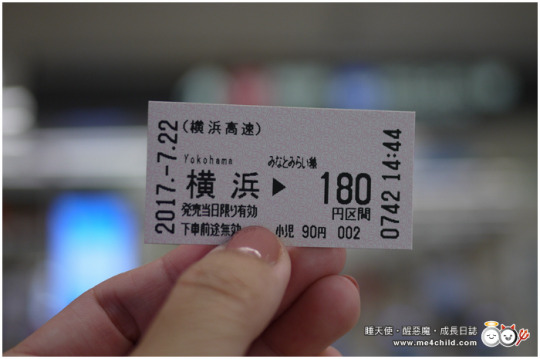 2017.-7.22
(横浜高速)
Yokohama
みなとみらい線
横浜▶180
発売当日限り有効
円区間
下車前途無効
小児 90円 002
0742 14:44
睡天使·醒惡魔·成長日誌
www.me4child.com